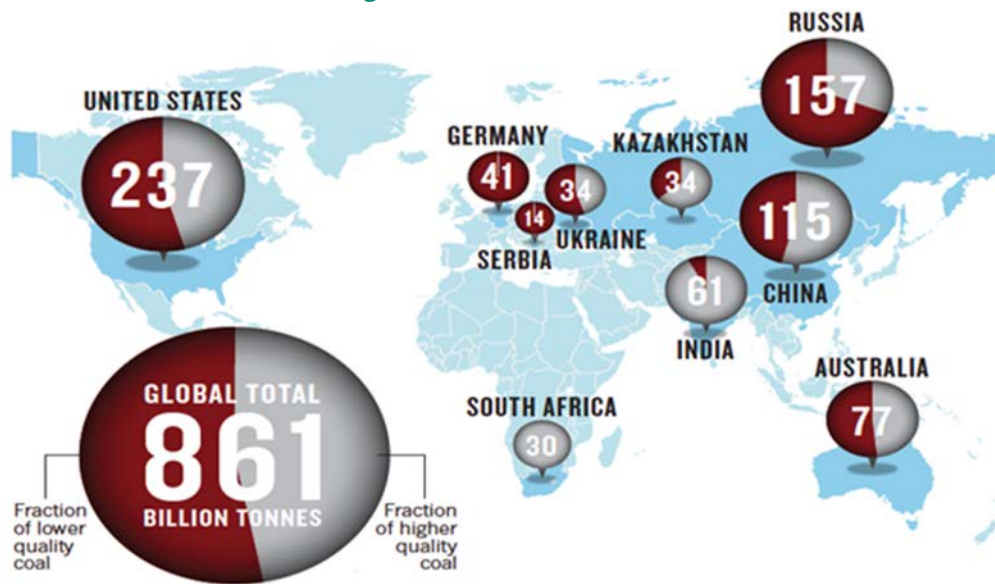 RUSSIA
157
UNITED STATES
237
GERMANY
41
KAZAKHSTAN
34
34
UKRAINE
14
SERBIA
115
CHINA
61
INDIA
AUSTRALIA
77
SOUTH AFRICA
30
GLOBAL TOTAL
861
BILLION TONNES
Fraction
of lower
quality
coal
Fraction
of higher
quality
coal